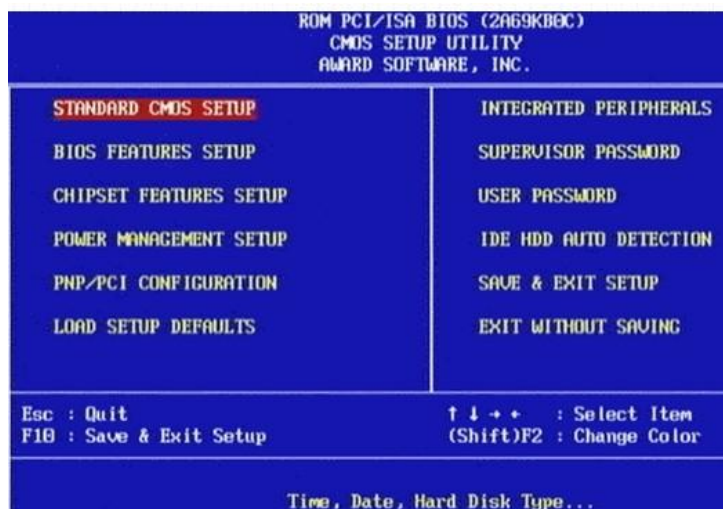 ROM PCI/ISA BIOS (2A69KB0C)
CMOS SETUP UTILITY
AWARD SOFTWARE, INC.
STANDARD CMOS SETUP
BIOS FEATURES SETUP
CHIPSET FEATURES SETUP
POWER MANAGEMENT SETUP
PNP/PCI CONFIGURATION
LOAD SETUP DEFAULTS
INTEGRATED PERIPHERALS
SUPERVISOR PASSWORD
USER PASSWORD
IDE HDD AUTO DETECTION
SAVE & EXIT SETUP
EXIT WITHOUT SAVING
Esc : Quit
F10 : Save & Exit Setup
↑ ↓ → ← : Select Item
(Shift)F2 : Change Color
Time, Date, Hard Disk Type...